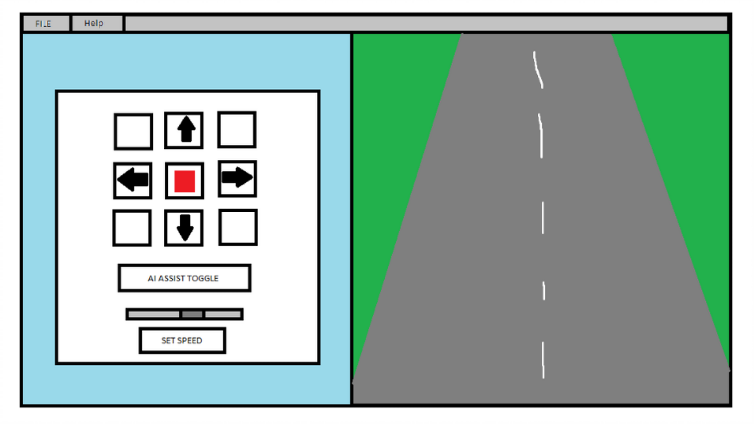 FILE
Help
AI ASSIST TOGGLE
SET SPEED